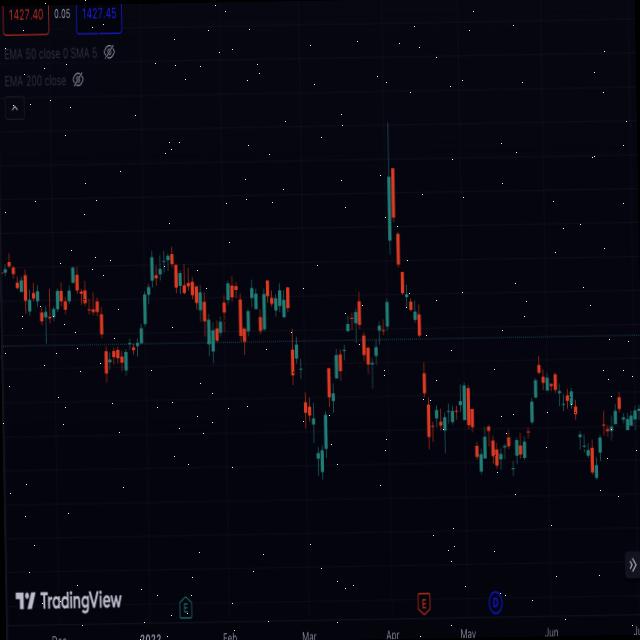 1427.40 0.05 1427.45
EMA 50 close 0 SMA 5
EMA 200 close
TradingView
E E D
Dec 2022 Feb Mar Apr May Jun